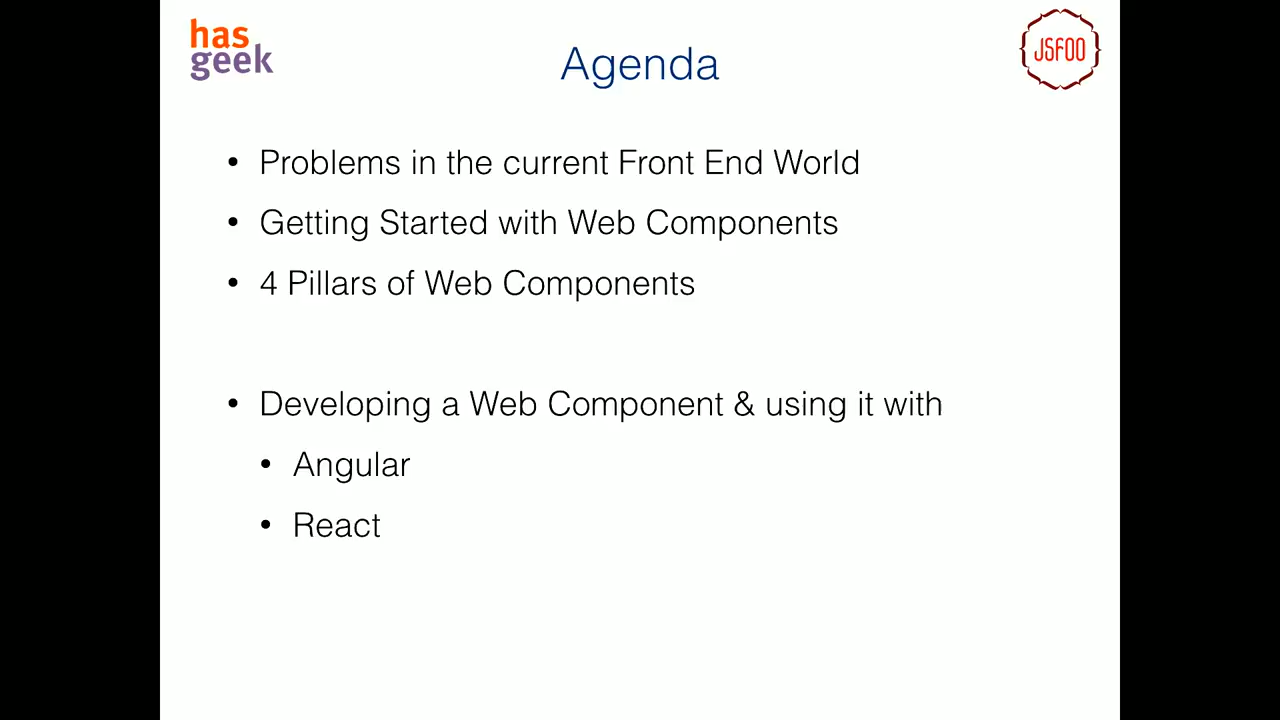 has
geek
JSFOO
Agenda
• Problems in the current Front End World
• Getting Started with Web Components
• 4 Pillars of Web Components
• Developing a Web Component & using it with
• Angular
• React